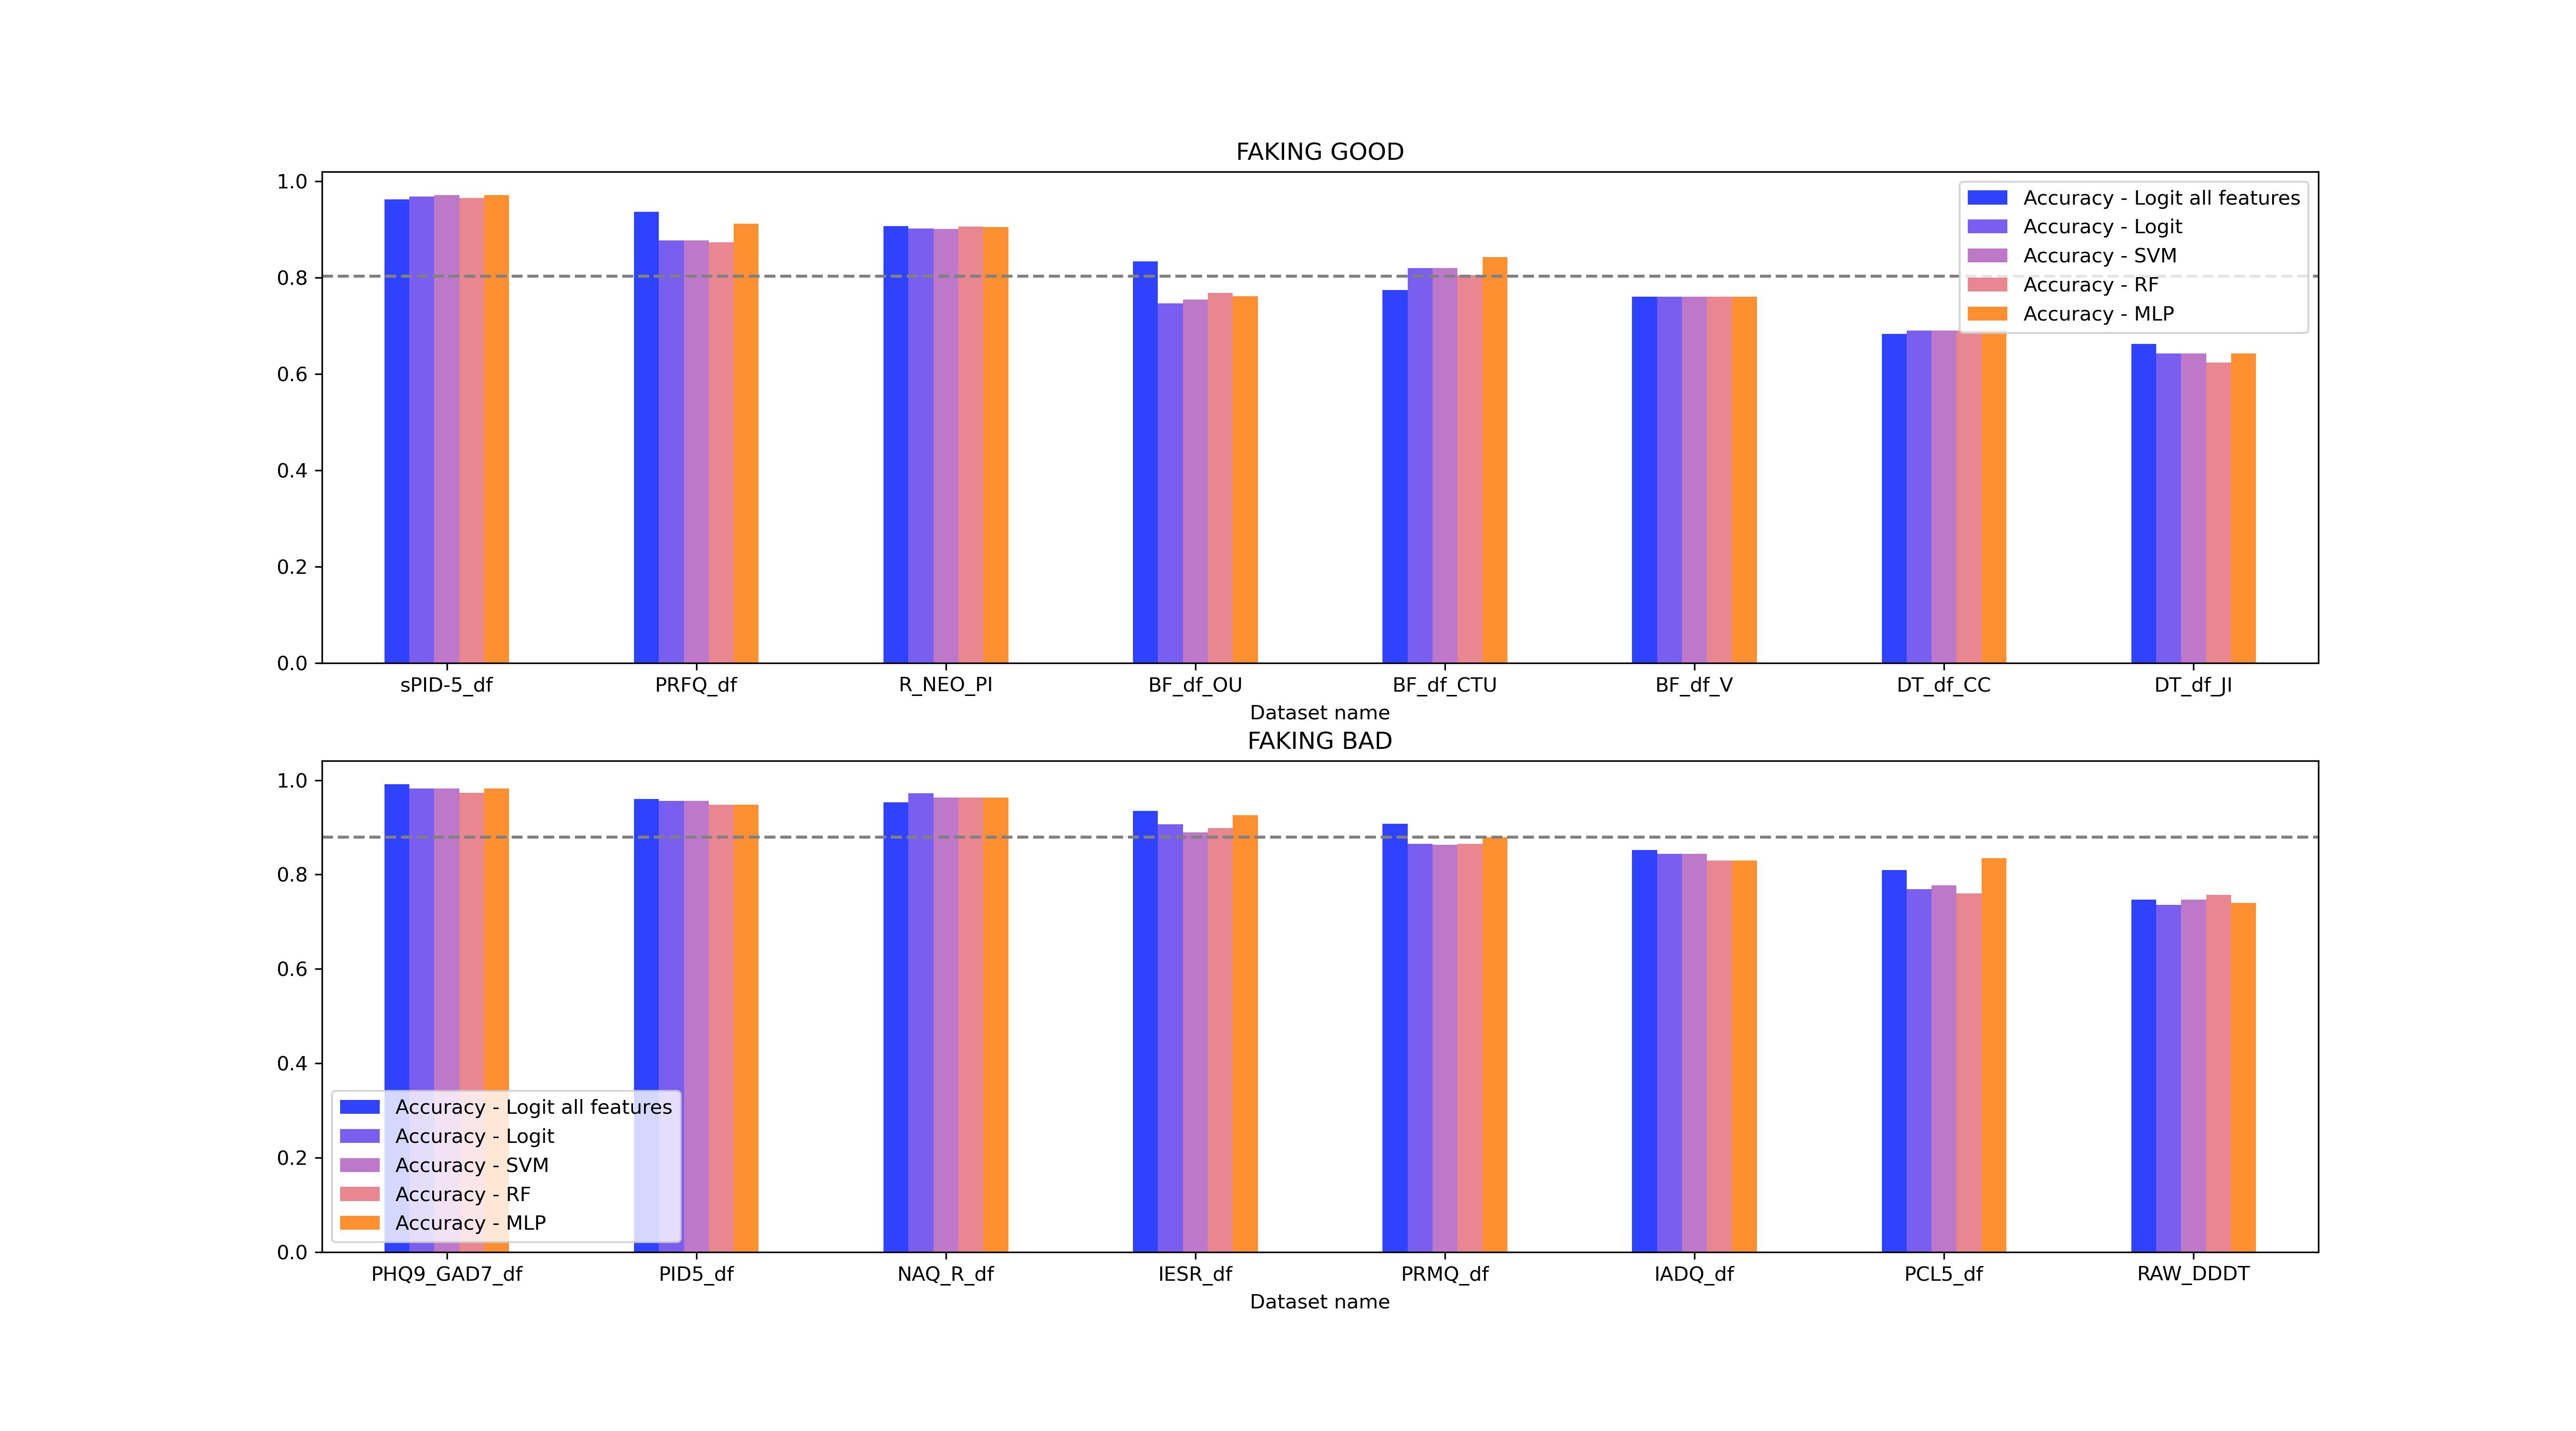 FAKING GOOD
1.0
0.8
0.6
0.4
0.2
0.0
Accuracy - Logit all features
Accuracy - Logit
Accuracy - SVM
Accuracy - RF
Accuracy - MLP
sPID-5_df PRFQ_df R_NEO_PI BF_df_OU BF_df_CTU BF_df_V DT_df_CC DT_df_JI
Dataset name
FAKING BAD
1.0
0.8
0.6
0.4
0.2
0.0
Accuracy - Logit all features
Accuracy - Logit
Accuracy - SVM
Accuracy - RF
Accuracy - MLP
PHQ9_GAD7_df PID5_df NAQ_R_df IESR_df PRMQ_df IADQ_df PCL5_df RAW_DDDT
Dataset name